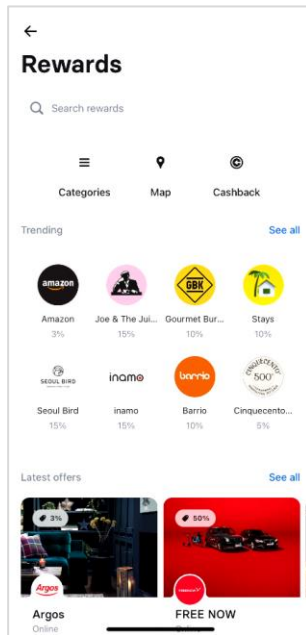 Rewards
Search rewards
Categories Map Cashback
Trending See all
amazon GBK
Amazon Joe & The Jui... Gourmet Bur... Stays
3% 15% 10% 10%
SEOUL BIRD inamo barrio CINQUECENTO 500°
Seoul Bird inamo Barrio Cinquecento...
15% 15% 10% 5%
Latest offers See all
3% 50%
Argos
Argos FREE NOW
Online